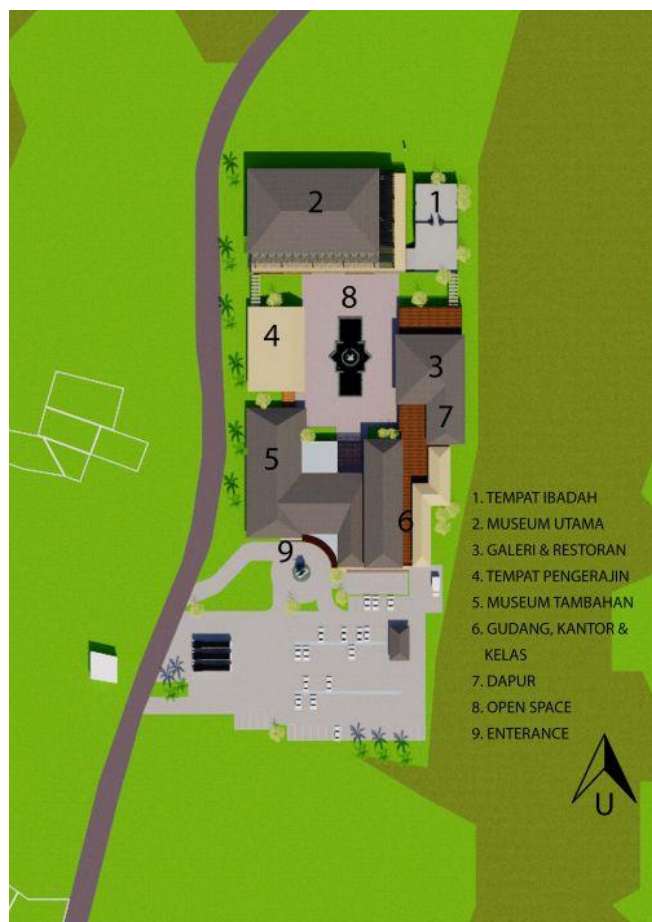 1
2
8
4
3
7
5
6
9
1. TEMPAT IBADAH
2. MUSEUM UTAMA
3. GALERI & RESTORAN
4. TEMPAT PENGERAJIN
5. MUSEUM TAMBAHAN
6. GUDANG, KANTOR &
KELAS
7. DAPUR
8. OPEN SPACE
9. ENTERANCE
U